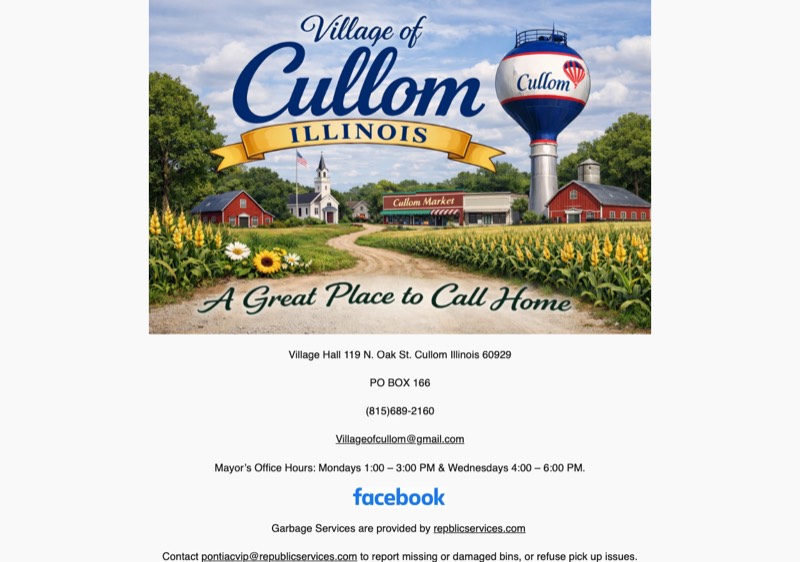 Village of
Cullom
ILLINOIS
Cullom
Cullom Market
A Great Place to Call Home
Village Hall 119 N. Oak St. Cullom Illinois 60929
PO BOX 166
(815)689-2160
Villageofcullom@gmail.com
Mayor’s Office Hours: Mondays 1:00 – 3:00 PM & Wednesdays 4:00 – 6:00 PM.
facebook
Garbage Services are provided by repblicservices.com
Contact pontiacvip@republicservices.com to report missing or damaged bins, or refuse pick up issues.